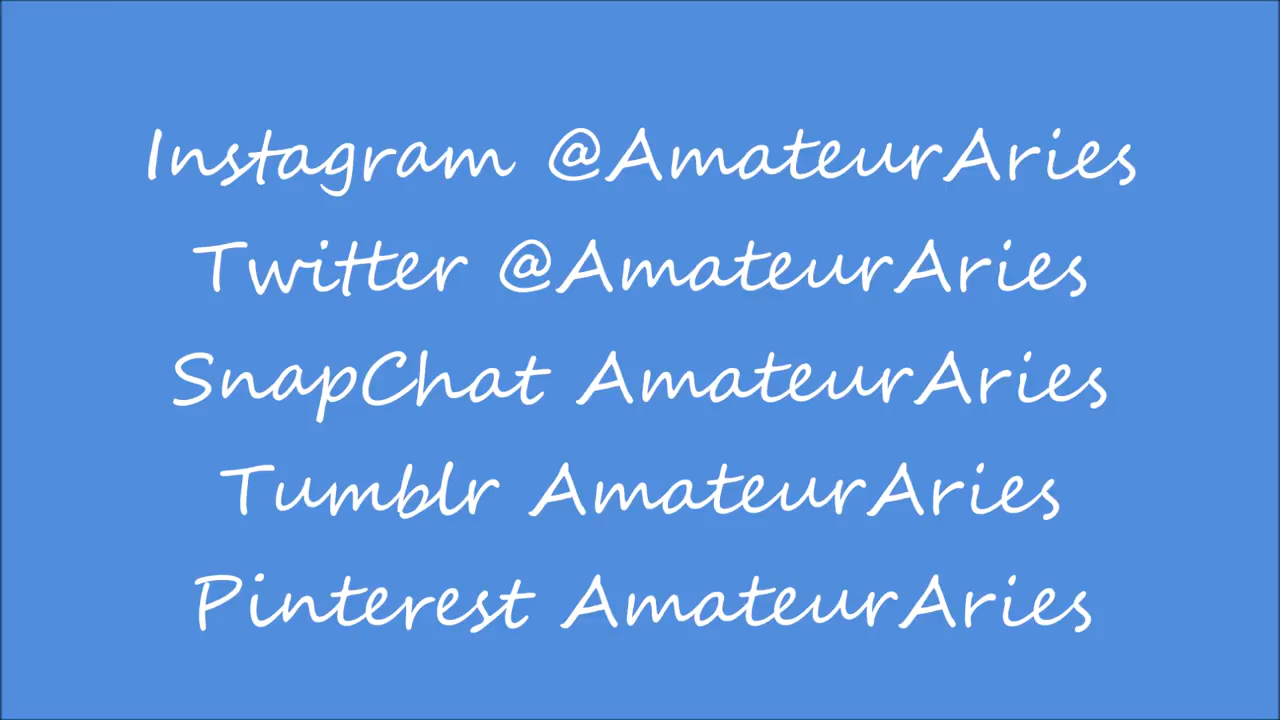 Instagram @AmateurAries
Twitter @AmateurAries
SnapChat AmateurAries
Tumblr AmateurAries
Pinterest AmateurAries